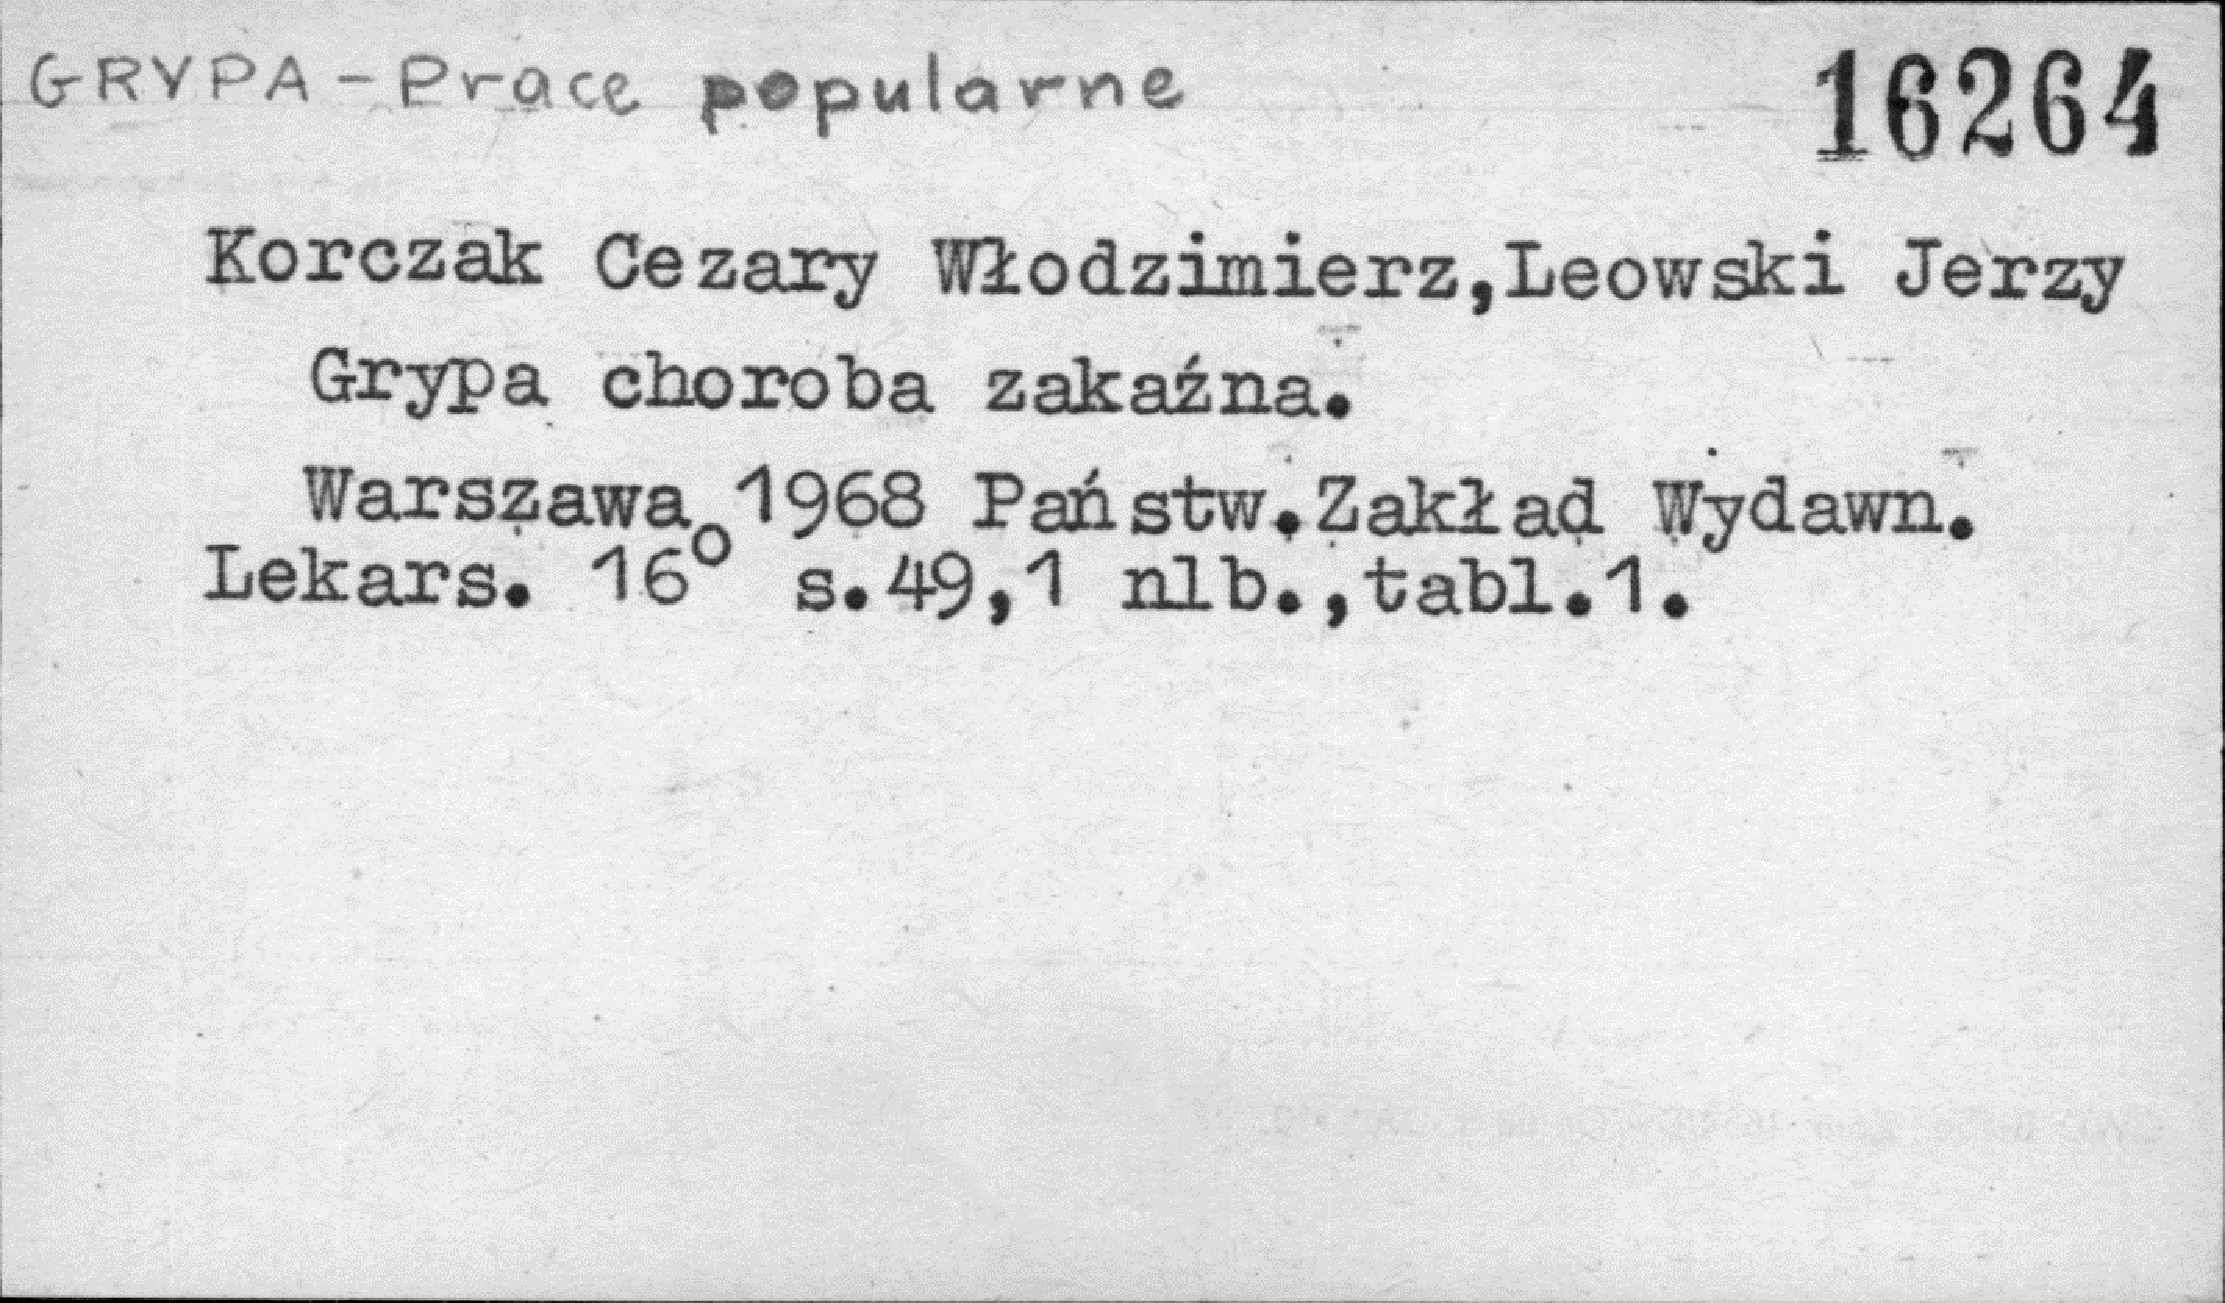 GRYPA - Prace popularne 16264
Korczak Cezary Włodzimierz,Leowski Jerzy
Grypa choroba zakaźna.
Warszawa 1968 Państw.Zakład Wydawn.
Lekars. 16° s.49,1 nlb.,tabl.1.